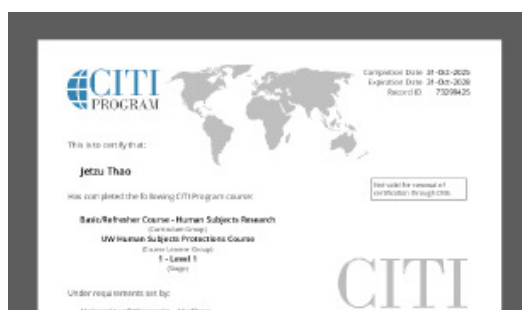 CITI
PROGRAM
Completion Date 31-Oct-2025
Expiration Date 31-Oct-2028
Record ID 73299425
This is to certify that:
Jetzu Thao
Has completed the following CITI Program course:
Not valid for renewal of
certification through CME.
Basic/Refresher Course - Human Subjects Research
(Curriculum Group)
UW Human Subjects Protections Course
(Course Learner Group)
1 - Level 1
(Stage)
Under requirements set by:
CITI